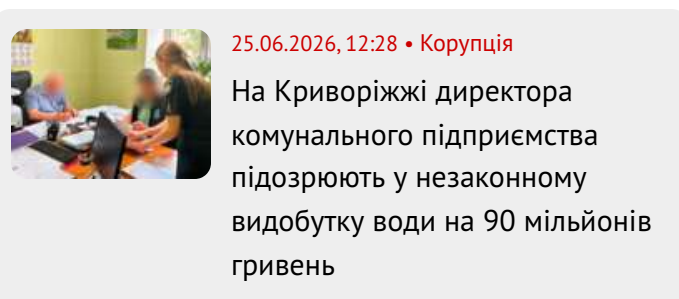 25.06.2026, 12:28 • Корупція
На Криворіжжі директора
комунального підприємства
підозрюють у незаконному
видобутку води на 90 мільйонів
гривень